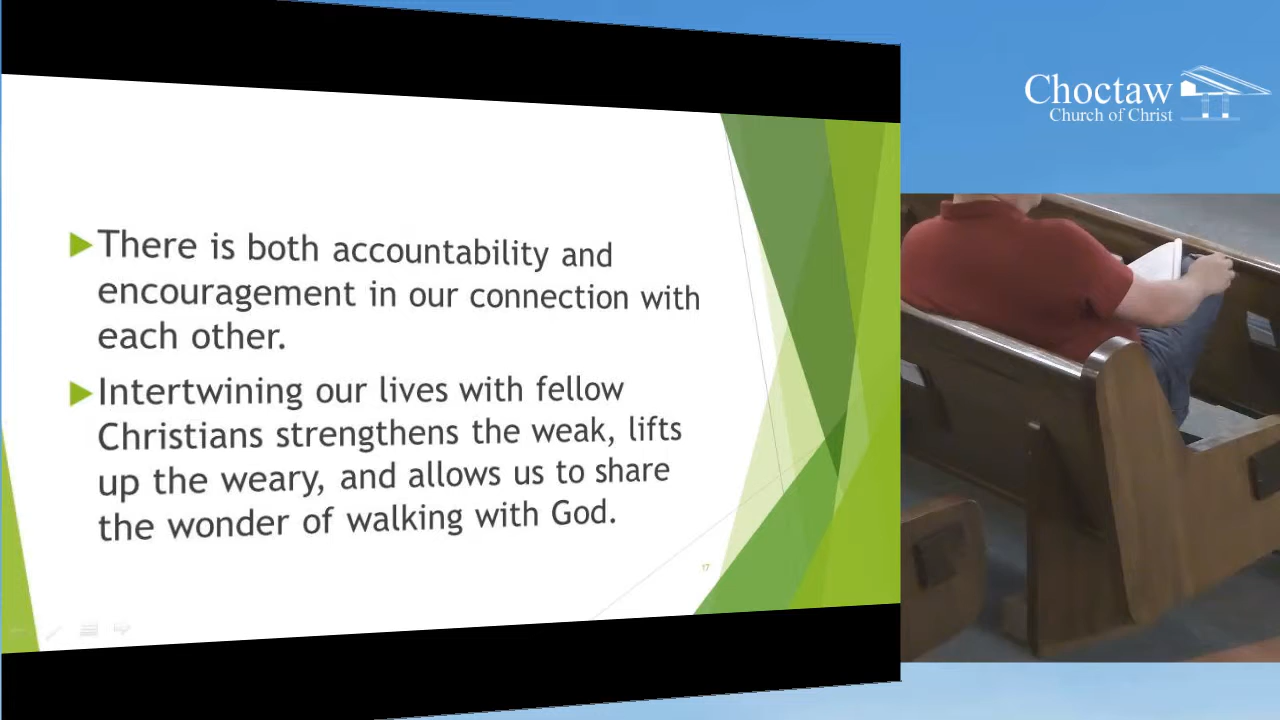 Choctaw
Church of Christ
There is both accountability and
encouragement in our connection with
each other.
Intertwining our lives with fellow
Christians strengthens the weak, lifts
up the weary, and allows us to share
the wonder of walking with God.
17